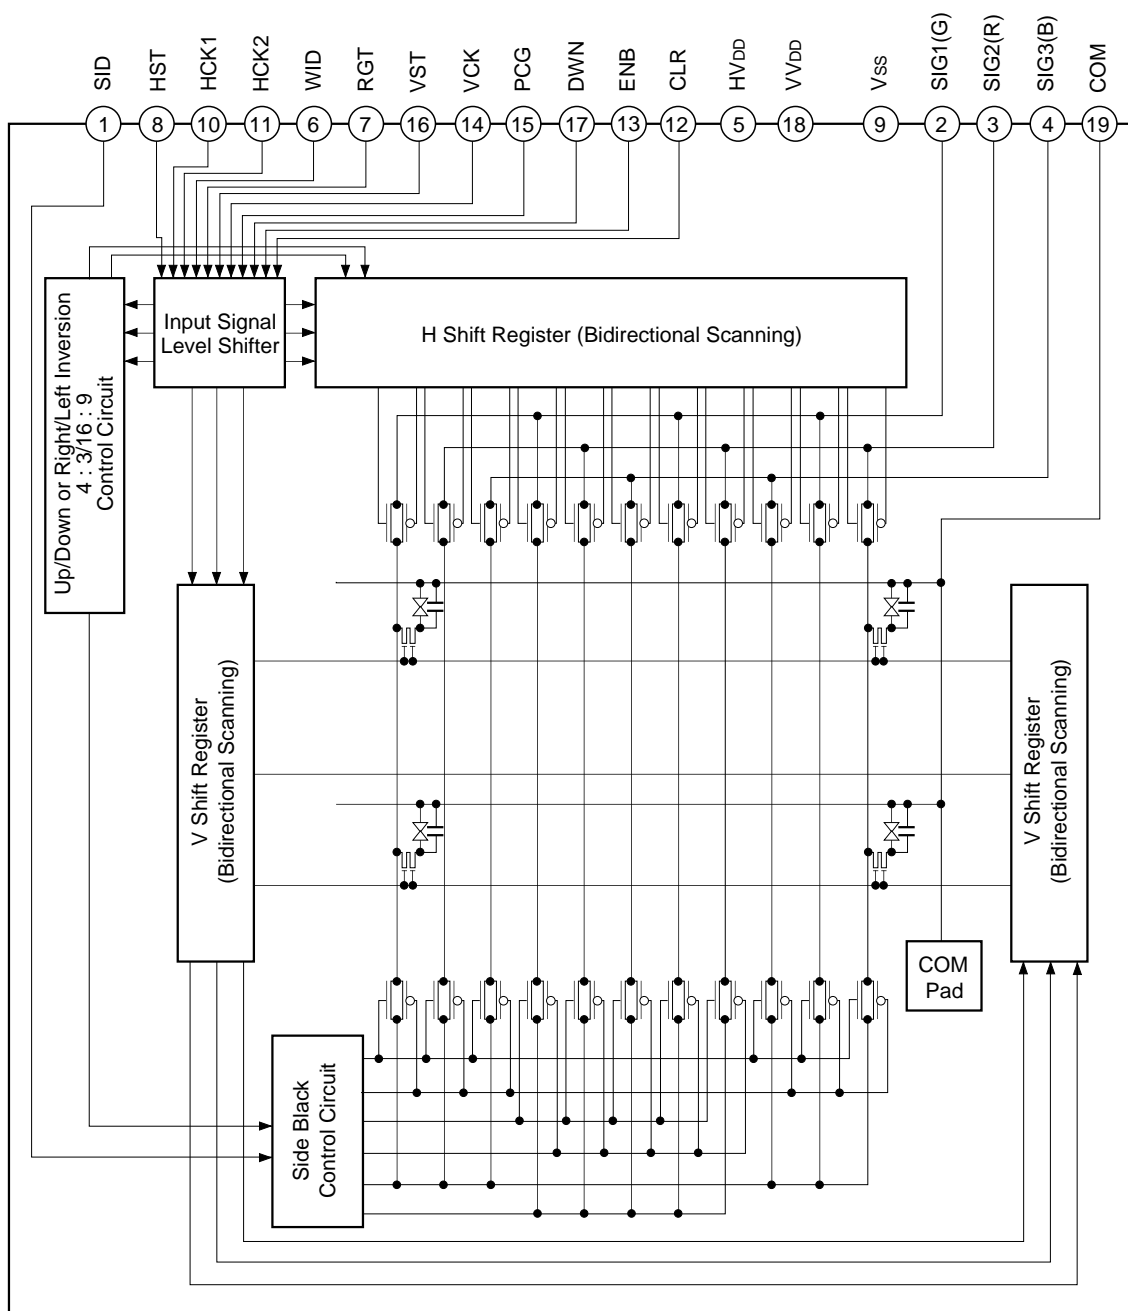 SID
HST
HCK1
HCK2
WID
RGT
VST
VCK
PCG
DWN
ENB
CLR
HVDD
VVDD
VSS
SIG1(G)
SIG2(R)
SIG3(B)
COM
1
8
10
11
6
7
16
14
15
17
13
12
5
18
9
2
3
4
19
Up/Down or Right/Left Inversion
4 : 3/16 : 9
Control Circuit
Input Signal
Level Shifter
H Shift Register (Bidirectional Scanning)
V Shift Register
(Bidirectional Scanning)
V Shift Register
(Bidirectional Scanning)
COM
Pad
Side Black
Control Circuit